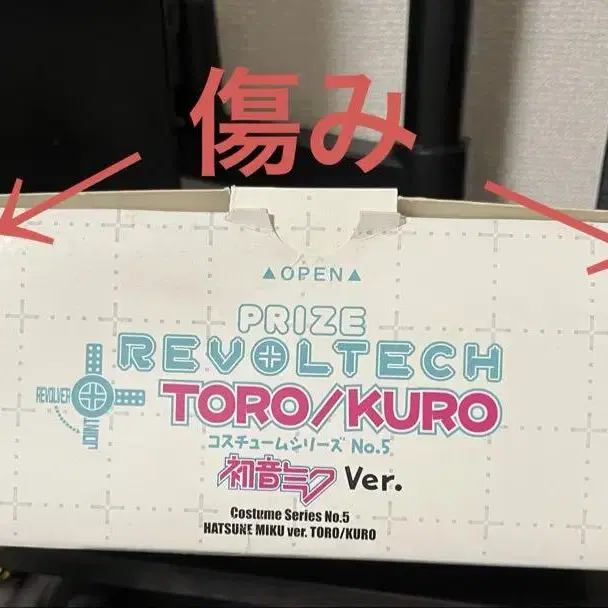 傷み
▲OPEN▲
PRIZE
REVOLTECH
REVOLVER
JOINT
TORO/KURO
コスチュームシリーズ No.5
初音ミク Ver.
Costume Series No.5
HATSUNE MIKU ver. TORO/KURO